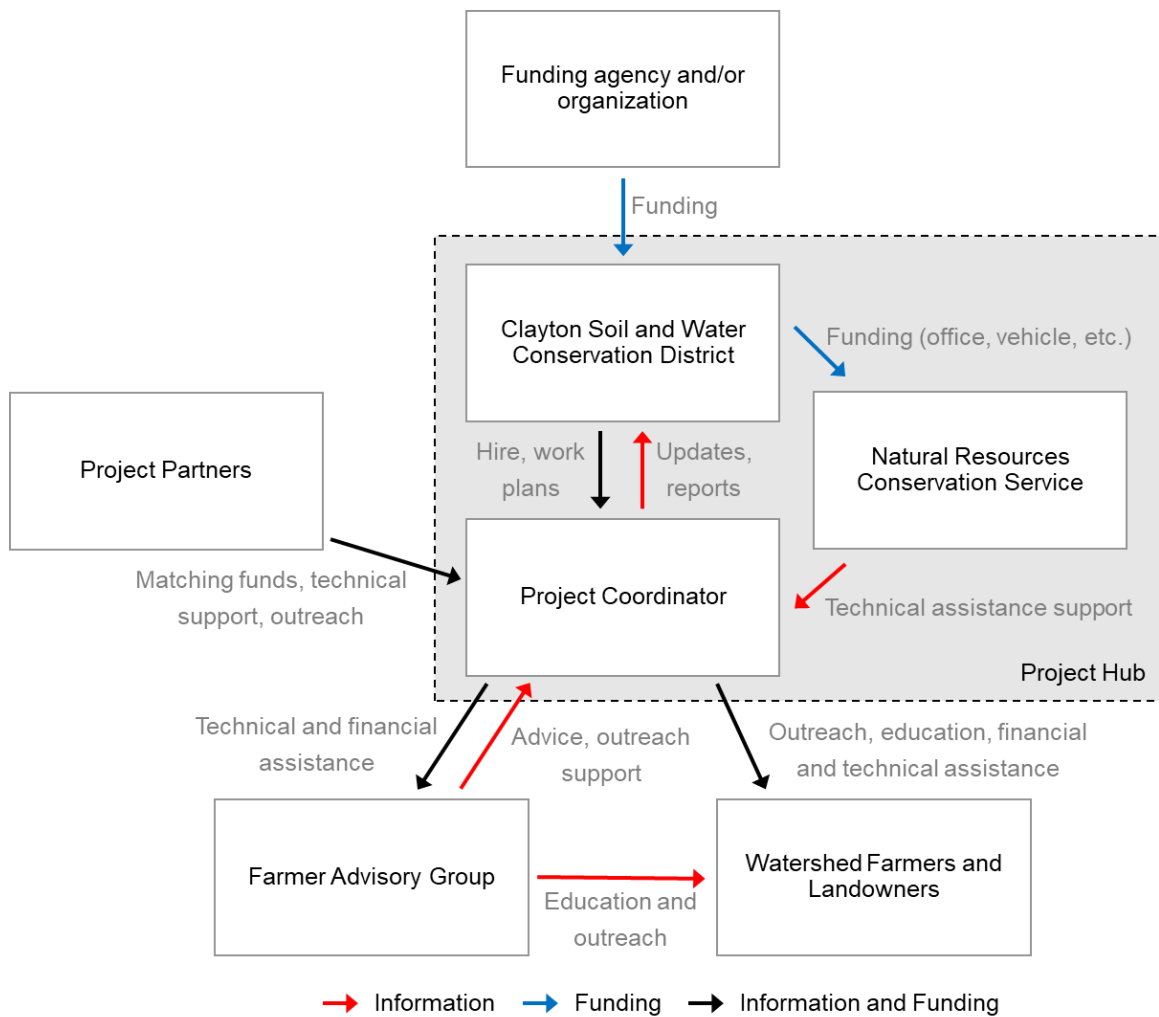 Funding agency and/or
organization
Funding
Clayton Soil and Water
Conservation District
Funding (office, vehicle, etc.)
Project Partners
Hire, work
plans
Updates,
reports
Natural Resources
Conservation Service
Matching funds, technical
support, outreach
Project Coordinator
Technical assistance support
Project Hub
Technical and financial
assistance
Advice, outreach
support
Outreach, education, financial
and technical assistance
Farmer Advisory Group
Education and
outreach
Watershed Farmers and
Landowners
Information
Funding
Information and Funding